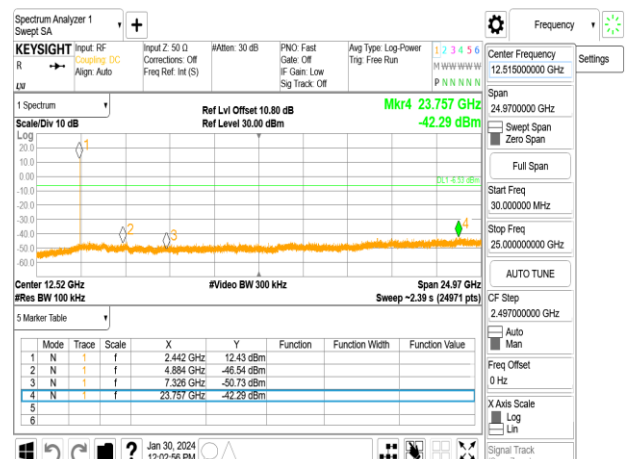 Spectrum Analyzer 1
Swept SA
Frequency
KEYSIGHT
R
LXI
Input: RF
Coupling: DC
Align: Auto
Input Z: 50 Ω
Corrections: Off
Freq Ref: Int (S)
#Atten: 30 dB
PNO: Fast
Gate: Off
IF Gain: Low
Sig Track: Off
Avg Type: Log-Power
Trig: Free Run
1 2 3 4 5 6
M W W W W W
P N N N N N
1 Spectrum
Scale/Div 10 dB
Ref Lvl Offset 10.80 dB
Ref Level 30.00 dBm
Mkr4 23.757 GHz
-42.29 dBm
Log
20.0
10.0
0.00
-10.0
-20.0
-30.0
-40.0
-50.0
-60.0
1
2
3
4
Center 12.52 GHz
#Res BW 100 kHz
#Video BW 300 kHz
Span 24.97 GHz
Sweep ~2.39 s (24971 pts)
5 Marker Table
Mode Trace Scale X Y Function Function Width Function Value
1 N 1 f 2.442 GHz 12.43 dBm
2 N 1 f 4.884 GHz -46.54 dBm
3 N 1 f 7.326 GHz -50.73 dBm
4 N 1 f 23.757 GHz -42.29 dBm
5
6
?
Jan 30, 2024
12:02:56 PM
Center Frequency
12.515000000 GHz
Span
24.9700000 GHz
Swept Span
Zero Span
Full Span
Start Freq
30.000000 MHz
Stop Freq
25.000000000 GHz
AUTO TUNE
CF Step
2.497000000 GHz
Auto
Man
Freq Offset
0 Hz
X Axis Scale
Log
Lin
Signal Track
Settings